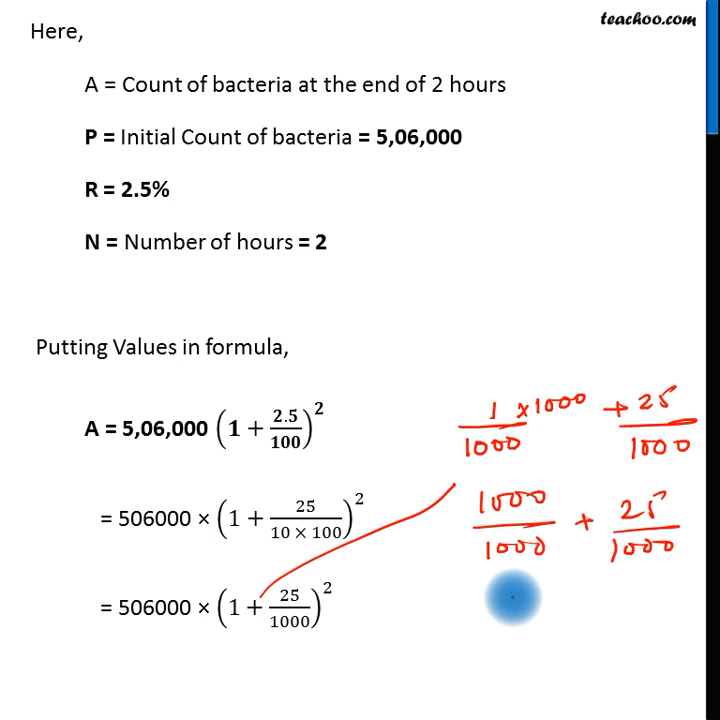 teachoo.com
Here,
A = Count of bacteria at the end of 2 hours
P = Initial Count of bacteria = 5,06,000
R = 2.5%
N = Number of hours = 2
Putting Values in formula,
A = 5,06,000 (1 + 2.5/100)^2
= 506000 × (1 + 25/(10 × 100))^2
= 506000 × (1 + 25/1000)^2
1 × 1000/1000 + 25/1000
1000/1000 + 25/1000